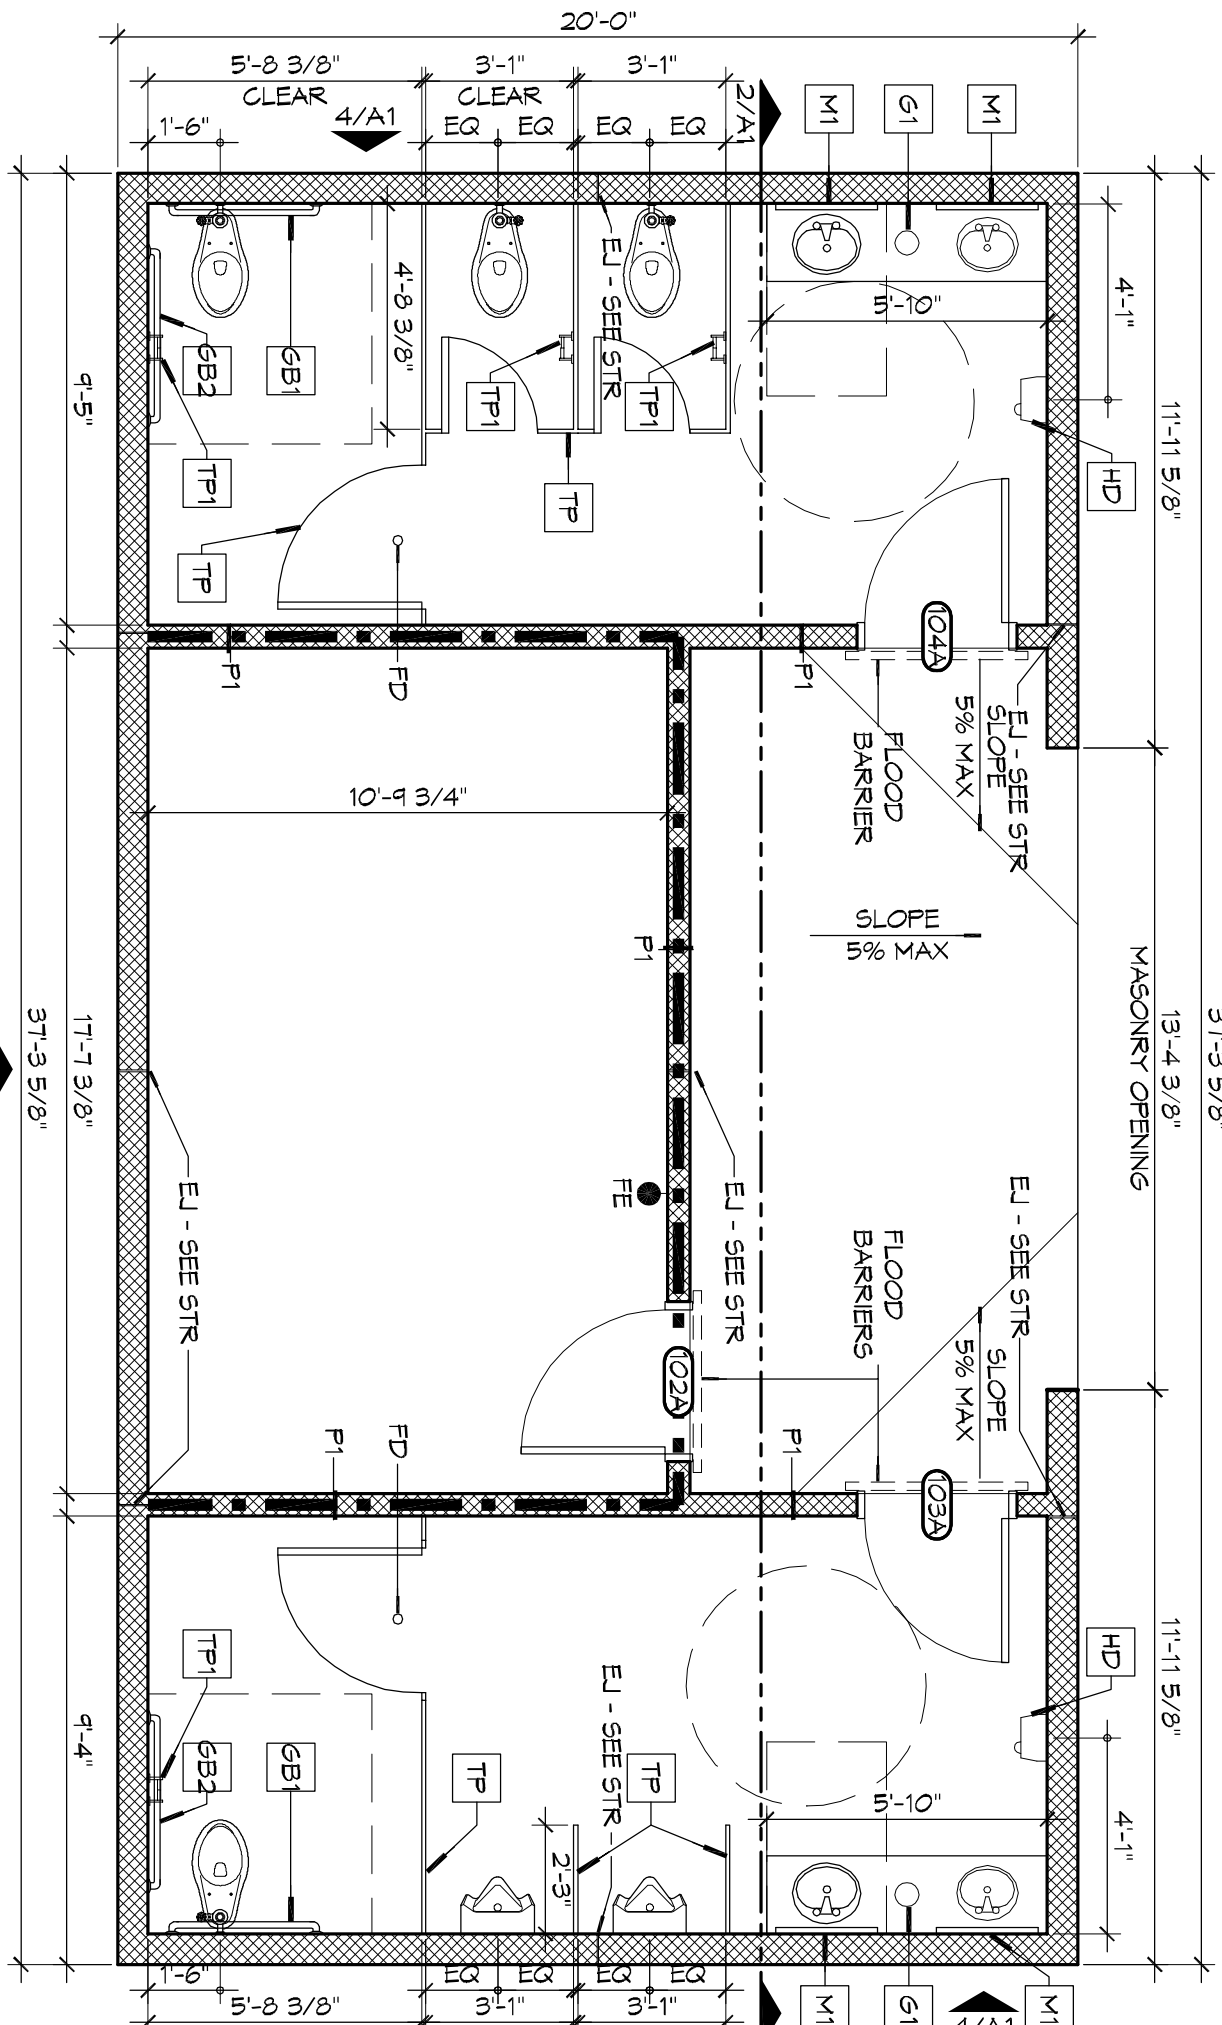 20'-0"
5'-8 3/8"
CLEAR
3'-1"
CLEAR
3'-1"
1'-6"
4/A1
EQ
EQ
EQ
EQ
2/A1
M1
G1
M1
EJ - SEE STR
4'-8 3/8"
5'-10"
4'-1"
GB2
GB1
TP1
TP1
9'-5"
11'-11 5/8"
TP1
TP
HD
TP
104A
P1
FD
P1
5% MAX
SLOPE
EJ - SEE STR
FLOOD
BARRIER
10'-9 3/4"
SLOPE
5% MAX
P1
MASONRY OPENING
13'-4 3/8"
37'-3 5/8"
37'-3 5/8"
17'-7 3/8"
FE
EJ - SEE STR
EJ - SEE STR
FLOOD
BARRIERS
EJ - SEE STR
SLOPE
5% MAX
102A
P1
FD
P1
103A
TP1
HD
11'-11 5/8"
EJ - SEE STR
9'-4"
GB2
GB1
TP
TP
5'-10"
4'-1"
2'-3"
1'-6"
EQ
EQ
EQ
EQ
5'-8 3/8"
3'-1"
3'-1"
M1
G1
4/A1
M1